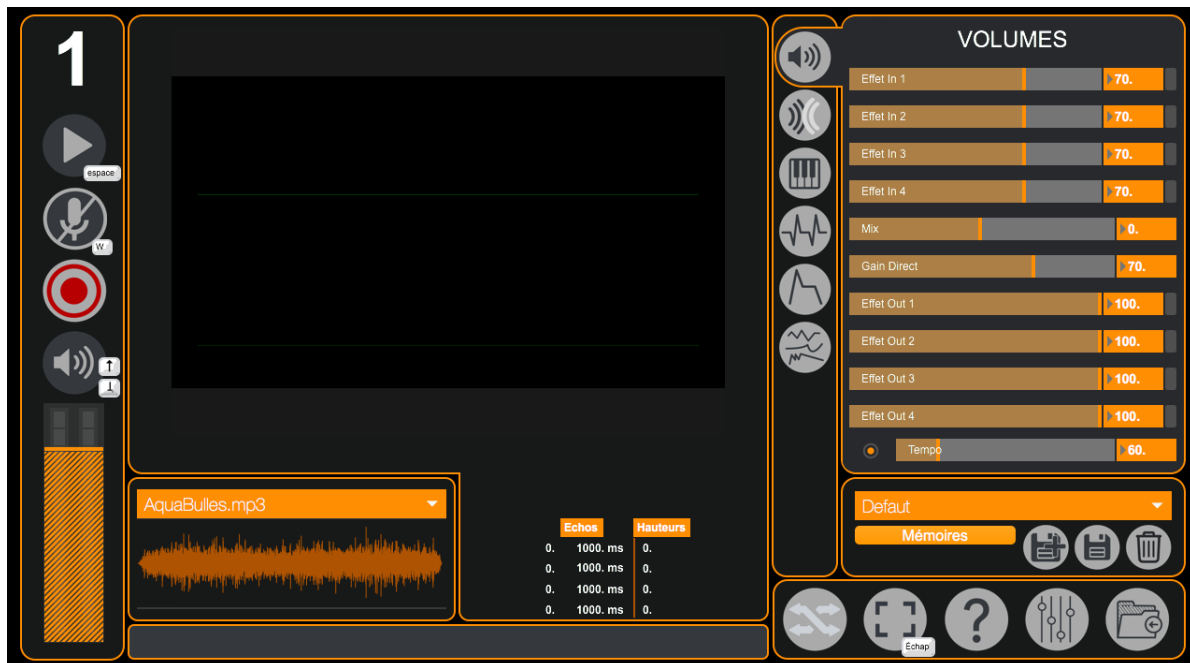 1
espace
W
AquaBulles.mp3
Echos Hauteurs
0. 1000. ms 0.
0. 1000. ms 0.
0. 1000. ms 0.
0. 1000. ms 0.
VOLUMES
Effet In 1 70.
Effet In 2 70.
Effet In 3 70.
Effet In 4 70.
Mix 0.
Gain Direct 70.
Effet Out 1 100.
Effet Out 2 100.
Effet Out 3 100.
Effet Out 4 100.
Tempo 60.
Defaut
Mémoires
?
Échap